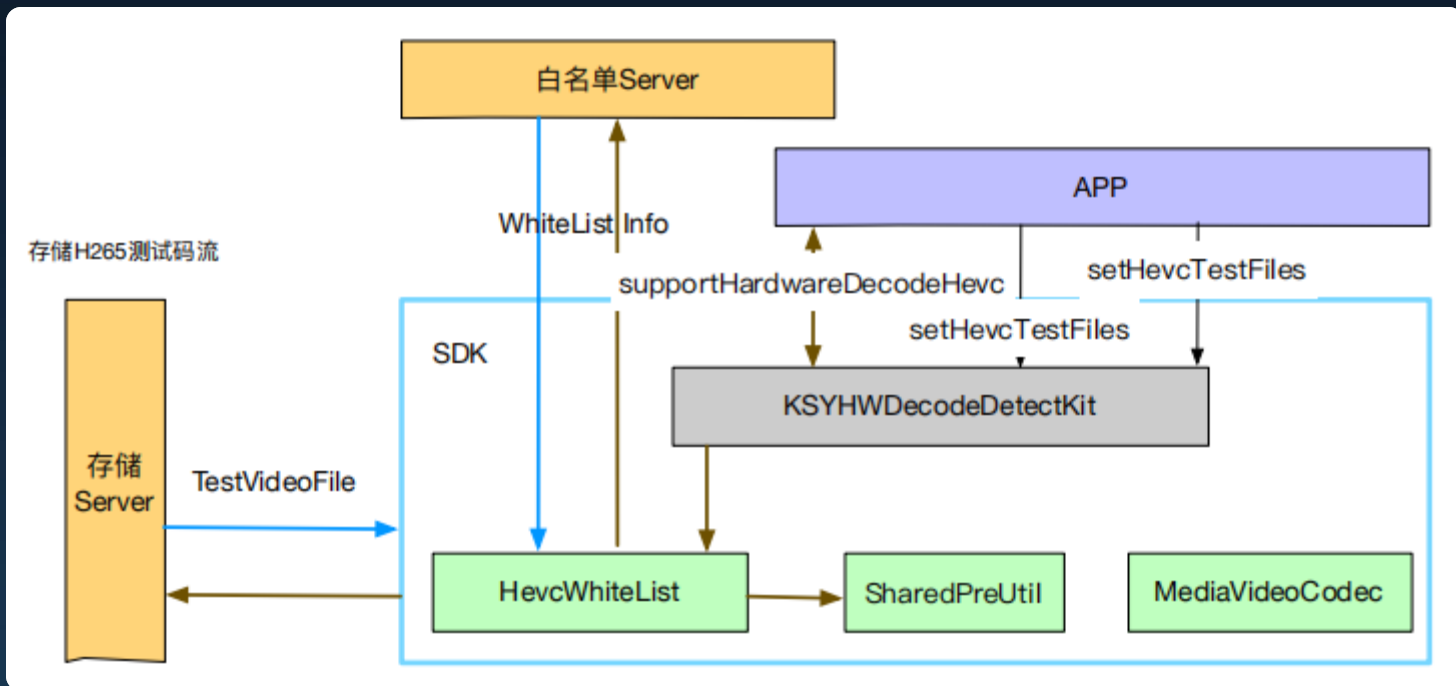 白名单Server
APP
WhiteList Info
存储H265测试码流
supportHardwareDecodeHevc
setHevcTestFiles
setHevcTestFiles
SDK
KSYHWDecodeDetectKit
存储
Server
TestVideoFile
HevcWhiteList
SharedPreUtil
MediaVideoCodec